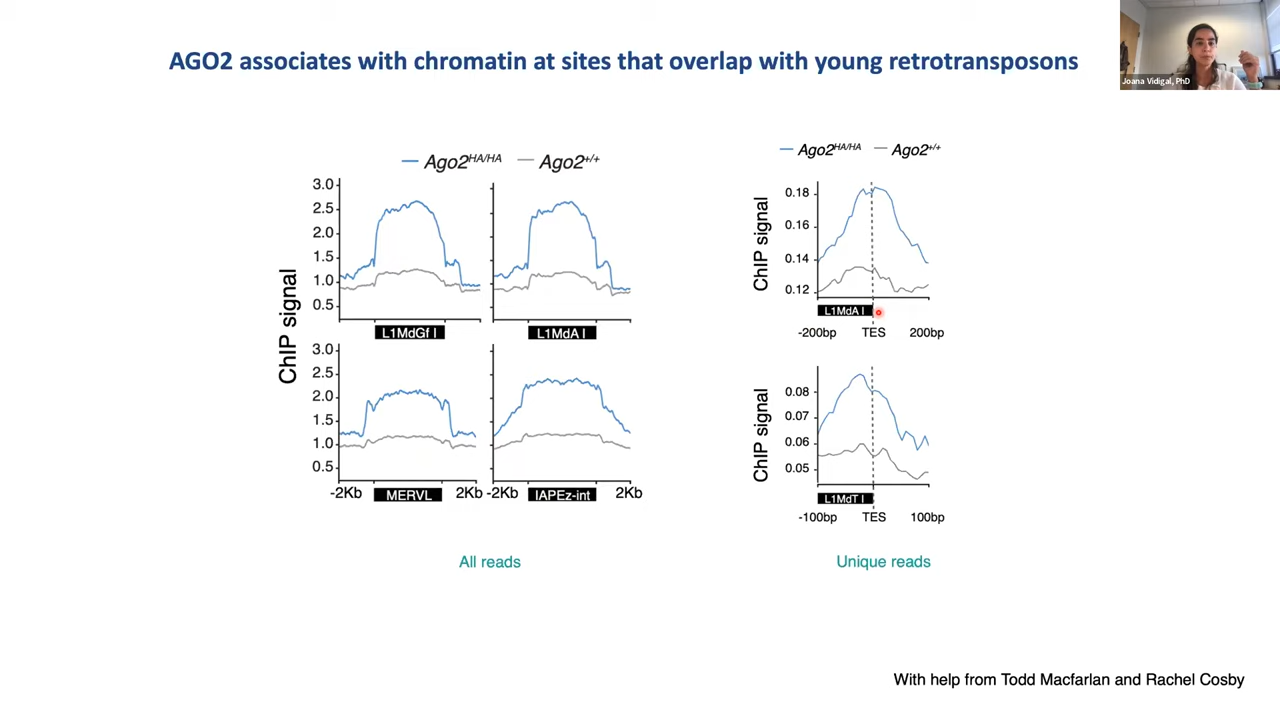 AGO2 associates with chromatin at sites that overlap with young retrotransposons
Joana Vidigal, PhD
Ago2HA/HA Ago2+/+
ChIP signal
3.0
2.5
2.0
1.5
1.0
0.5
L1MdGf I
L1MdA I
3.0
2.5
2.0
1.5
1.0
0.5
-2Kb MERVL 2Kb
-2Kb IAPEz-int 2Kb
All reads
Ago2HA/HA Ago2+/+
ChIP signal
0.18
0.16
0.14
0.12
L1MdA I
-200bp TES 200bp
ChIP signal
0.08
0.07
0.06
0.05
L1MdT I
-100bp TES 100bp
Unique reads
With help from Todd Macfarlan and Rachel Cosby